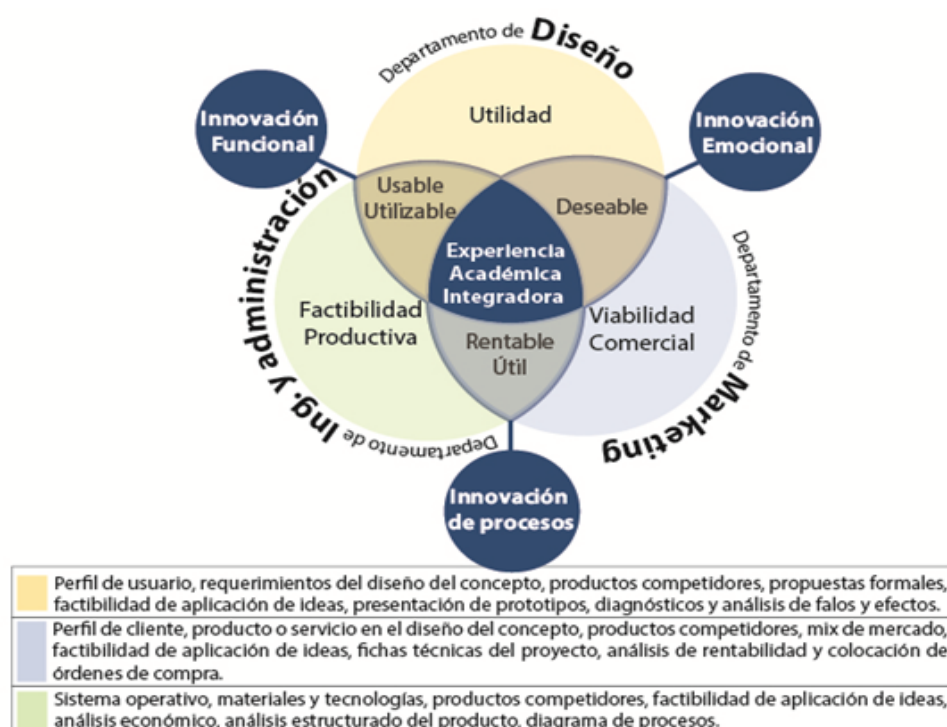 Departamento de Diseño
Innovación
Funcional
Utilidad
Innovación
Emocional
Usable
Utilizable
Deseable
Experiencia
Académica
Integradora
Departamento de Ing. y administración
Factibilidad
Productiva
Rentable
Útil
Viabilidad
Comercial
Departamento de Marketing
Innovación
de procesos
Perfil de usuario, requerimientos del diseño del concepto, productos competidores, propuestas formales,
factibilidad de aplicación de ideas, presentación de prototipos, diagnósticos y análisis de falos y efectos.
Perfil de cliente, producto o servicio en el diseño del concepto, productos competidores, mix de mercado,
factibilidad de aplicación de ideas, fichas técnicas del proyecto, análisis de rentabilidad y colocación de
órdenes de compra.
Sistema operativo, materiales y tecnologías, productos competidores, factibilidad de aplicación de ideas,
análisis económico, análisis estructurado del producto, diagrama de procesos.